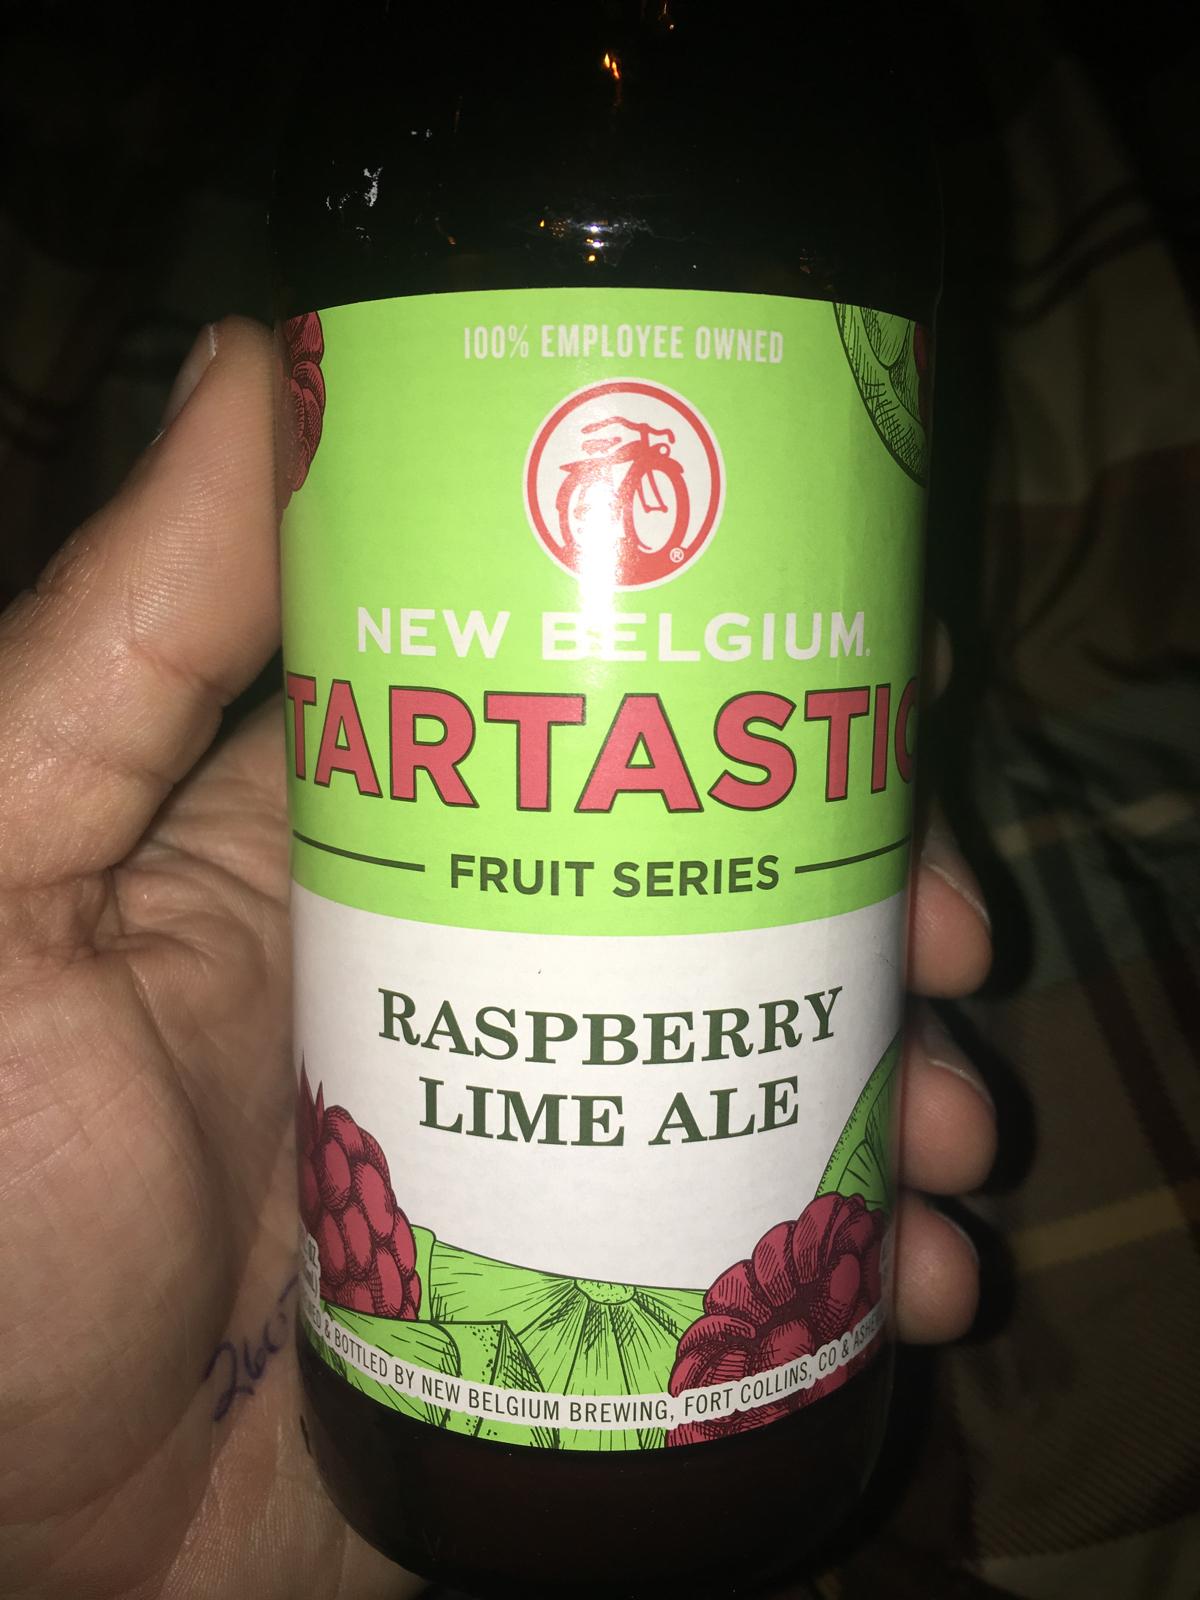 100% EMPLOYEE OWNED
®
NEW BELGIUM.
TARTASTIC
FRUIT SERIES
RASPBERRY
LIME ALE
& BOTTLED BY NEW BELGIUM BREWING, FORT COLLINS, CO &